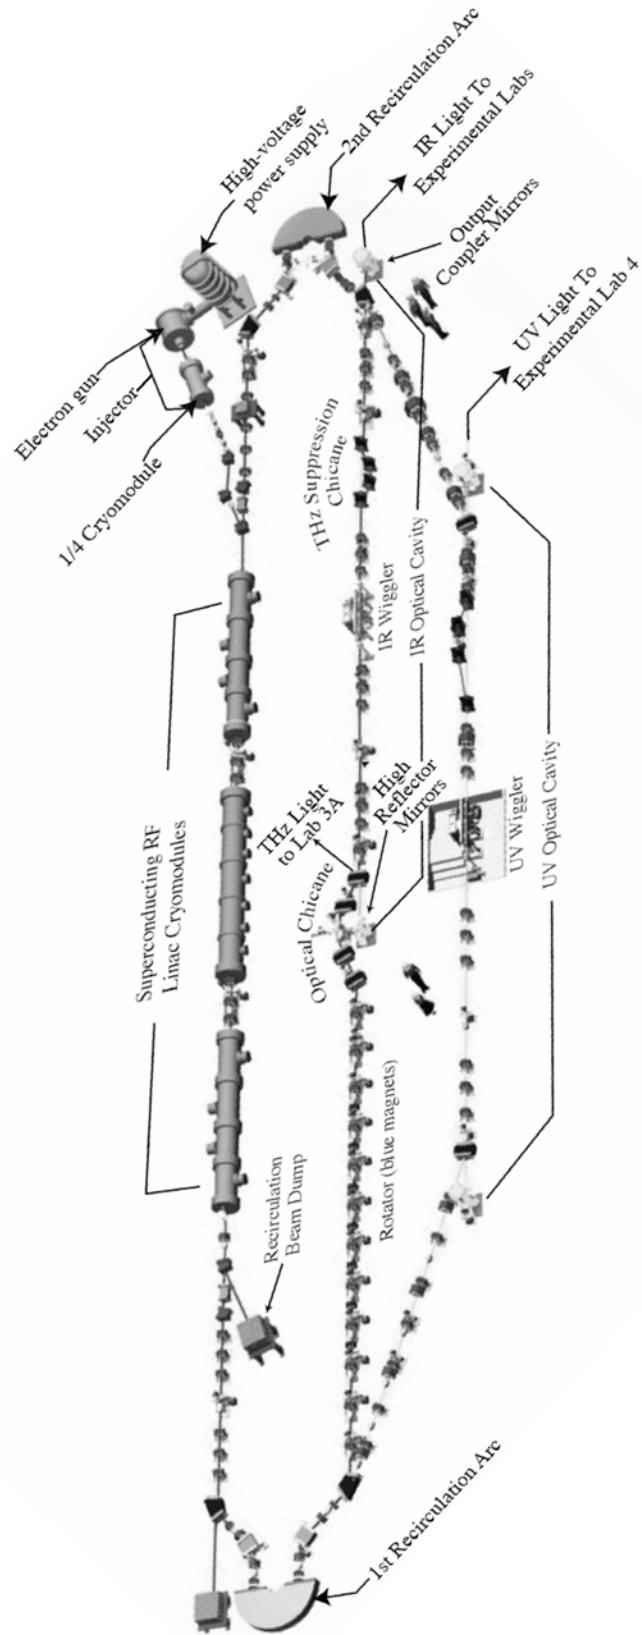 2nd Recirculation Arc
High-voltage
power supply
IR Light To
Experimental Labs
Output
Coupler Mirrors
Electron gun
Injector
1/4 Cryomodule
UV Light To
Experimental Lab 4
THz Suppression
Chicane
IR Wiggler
IR Optical Cavity
Superconducting RF
Linac Cryomodules
THz Light
to Lab 3A
High
Reflector
Mirrors
Optical Chicane
UV Wiggler
UV Optical Cavity
Rotator (blue magnets)
Recirculation
Beam Dump
1st Recirculation Arc